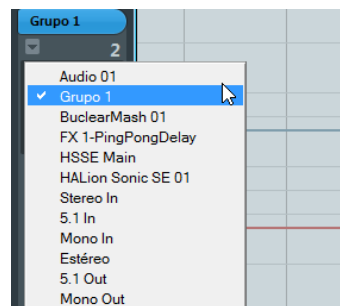 Grupo 1
2
Audio 01
Grupo 1
BuclearMash 01
FX 1-PingPongDelay
HSSE Main
HALion Sonic SE 01
Stereo In
5.1 In
Mono In
Estéreo
5.1 Out
Mono Out